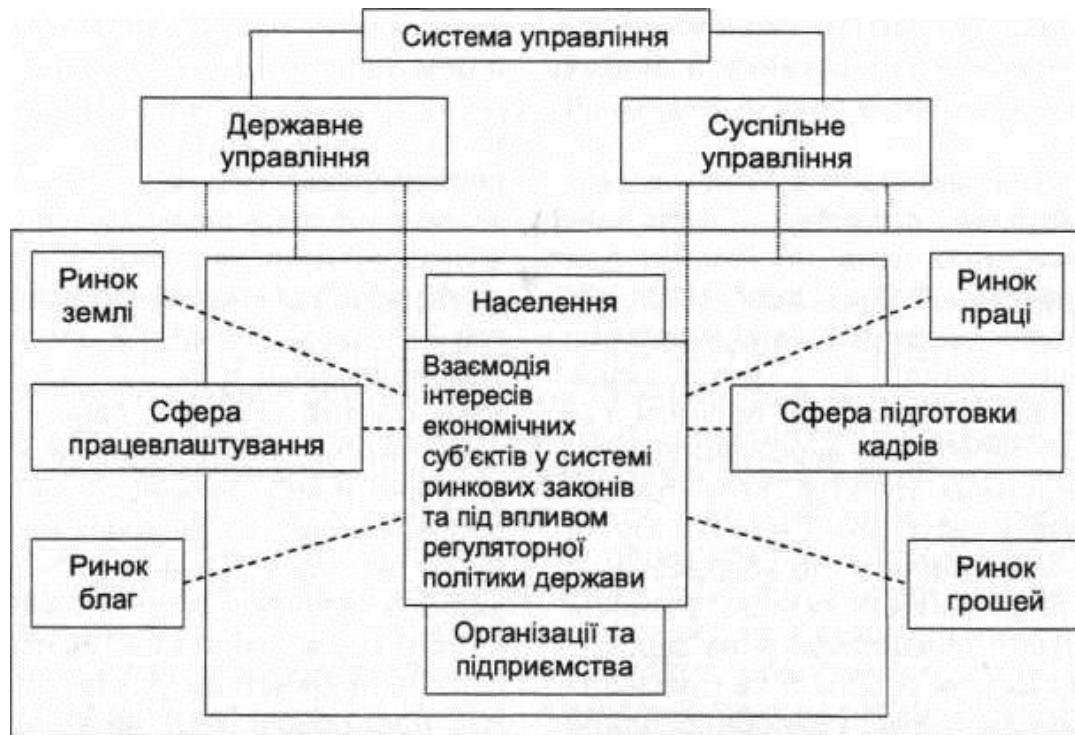 Система управління
Державне
управління
Суспільне
управління
Ринок
землі
Населення
Ринок
праці
Взаємодія
інтересів
економічних
суб'єктів у системі
ринкових законів
та під впливом
регуляторної
політики держави
Сфера
працевлаштування
Сфера підготовки
кадрів
Ринок
благ
Ринок
грошей
Організації та
підприємства